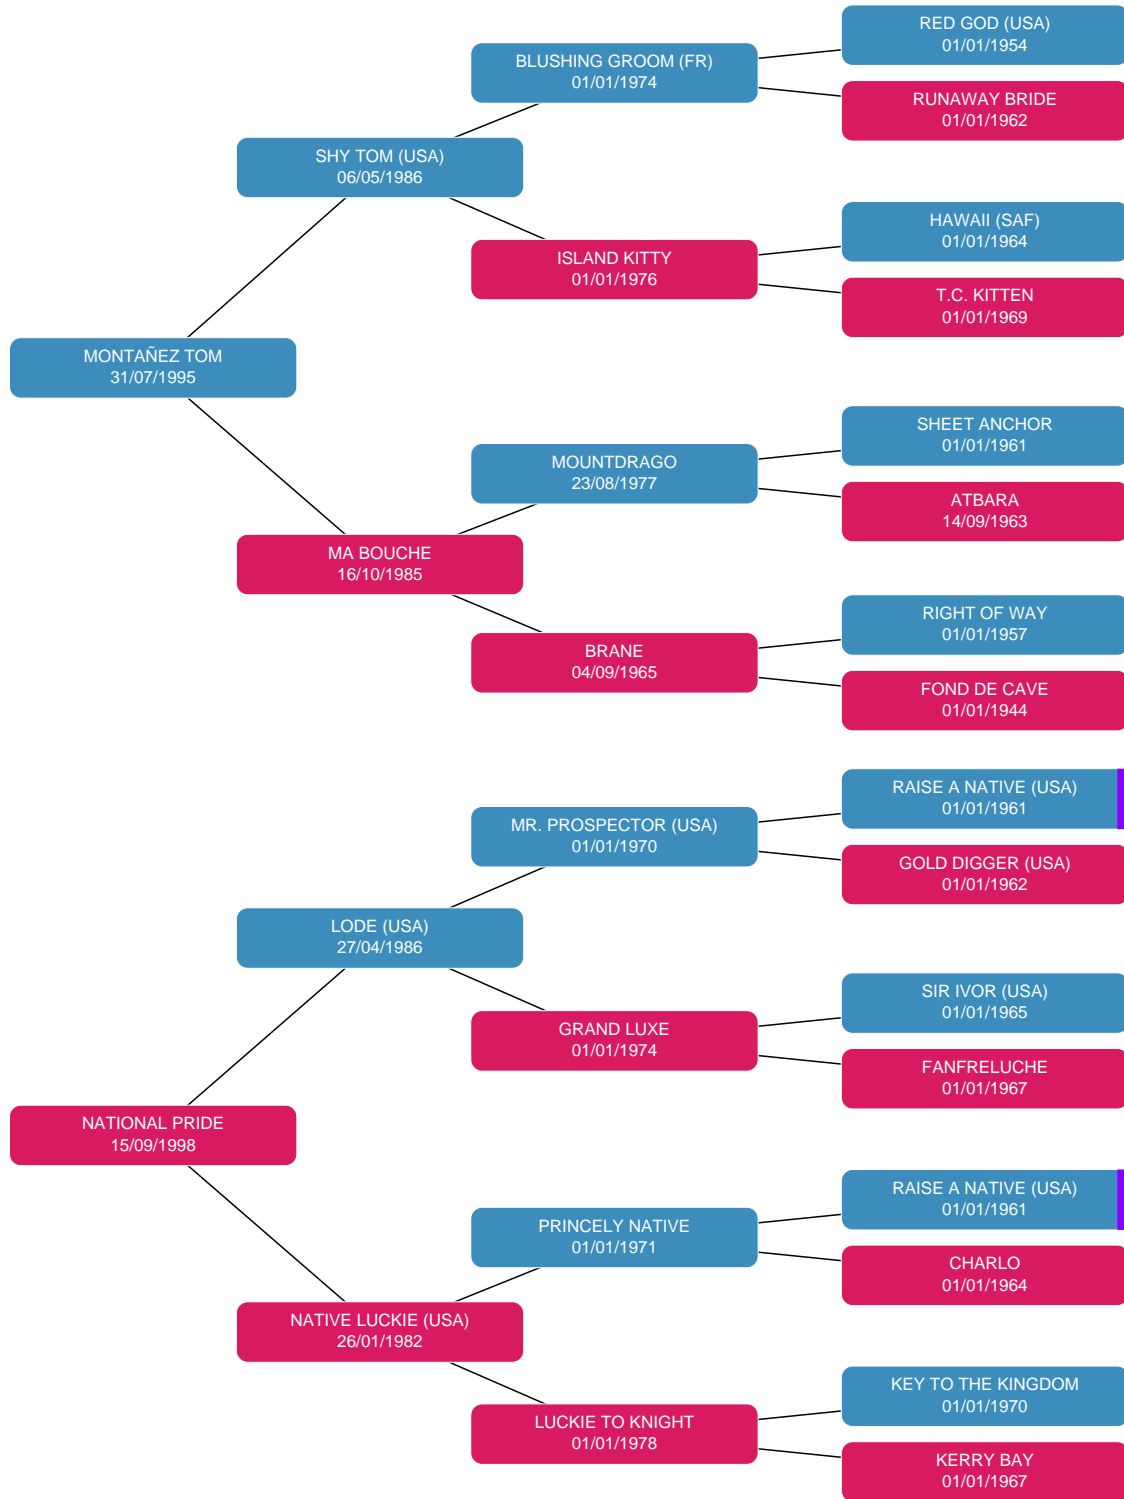 RED GOD (USA)
01/01/1954
BLUSHING GROOM (FR)
01/01/1974
RUNAWAY BRIDE
01/01/1962
SHY TOM (USA)
06/05/1986
HAWAII (SAF)
01/01/1964
ISLAND KITTY
01/01/1976
T.C. KITTEN
01/01/1969
MONTAÑEZ TOM
31/07/1995
SHEET ANCHOR
01/01/1961
MOUNTDRAGO
23/08/1977
ATBARA
14/09/1963
MA BOUCHE
16/10/1985
RIGHT OF WAY
01/01/1957
BRANE
04/09/1965
FOND DE CAVE
01/01/1944
RAISE A NATIVE (USA)
01/01/1961
MR. PROSPECTOR (USA)
01/01/1970
GOLD DIGGER (USA)
01/01/1962
LODE (USA)
27/04/1986
SIR IVOR (USA)
01/01/1965
GRAND LUXE
01/01/1974
FANFRELUCHE
01/01/1967
NATIONAL PRIDE
15/09/1998
RAISE A NATIVE (USA)
01/01/1961
PRINCELY NATIVE
01/01/1971
CHARLO
01/01/1964
NATIVE LUCKIE (USA)
26/01/1982
KEY TO THE KINGDOM
01/01/1970
LUCKIE TO KNIGHT
01/01/1978
KERRY BAY
01/01/1967